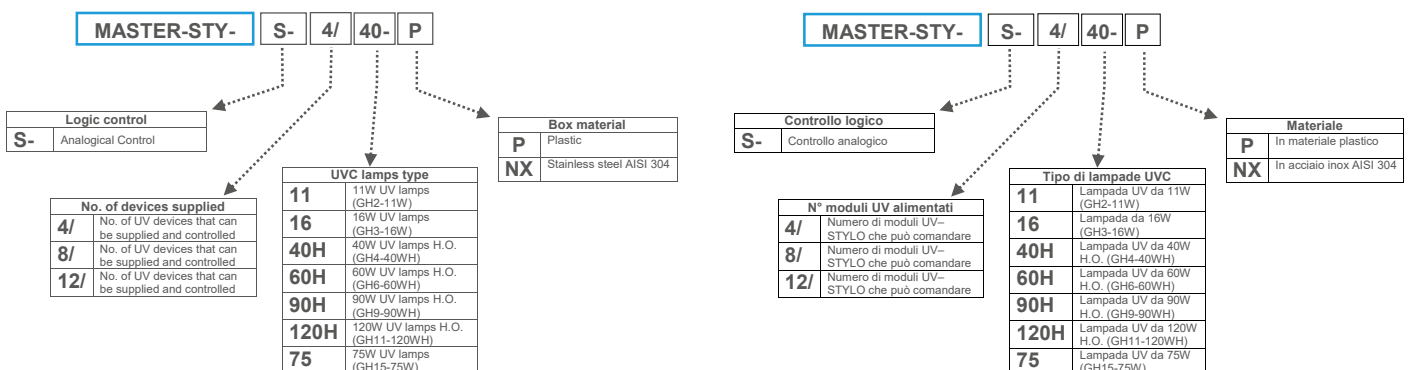 MASTER-STY- S- 4/ 40- P
Logic control
S- Analogical Control
No. of devices supplied
4/ No. of UV devices that can
be supplied and controlled
8/ No. of UV devices that can
be supplied and controlled
12/ No. of UV devices that can
be supplied and controlled
UVC lamps type
11 11W UV lamps
(GH2-11W)
16 16W UV lamps
(GH3-16W)
40H 40W UV lamps H.O.
(GH4-40WH)
60H 60W UV lamps H.O.
(GH6-60WH)
90H 90W UV lamps H.O.
(GH9-90WH)
120H 120W UV lamps H.O.
(GH11-120WH)
75 75W UV lamps
(GH15-75W)
Box material
P Plastic
NX Stainless steel AISI 304
MASTER-STY- S- 4/ 40- P
Controllo logico
S- Controllo analogico
N° moduli UV alimentati
4/ Numero di moduli UV–
STYLO che può comandare
8/ Numero di moduli UV–
STYLO che può comandare
12/ Numero di moduli UV–
STYLO che può comandare
Tipo di lampade UVC
11 Lampada UV da 11W
(GH2-11W)
16 Lampada da 16W
(GH3-16W)
40H Lampada UV da 40W
H.O. (GH4-40WH)
60H Lampada UV da 60W
H.O. (GH6-60WH)
90H Lampada UV da 90W
H.O. (GH9-90WH)
120H Lampada UV da 120W
H.O. (GH11-120WH)
75 Lampada UV da 75W
(GH15-75W)
Materiale
P In materiale plastico
NX In acciaio inox AISI 304